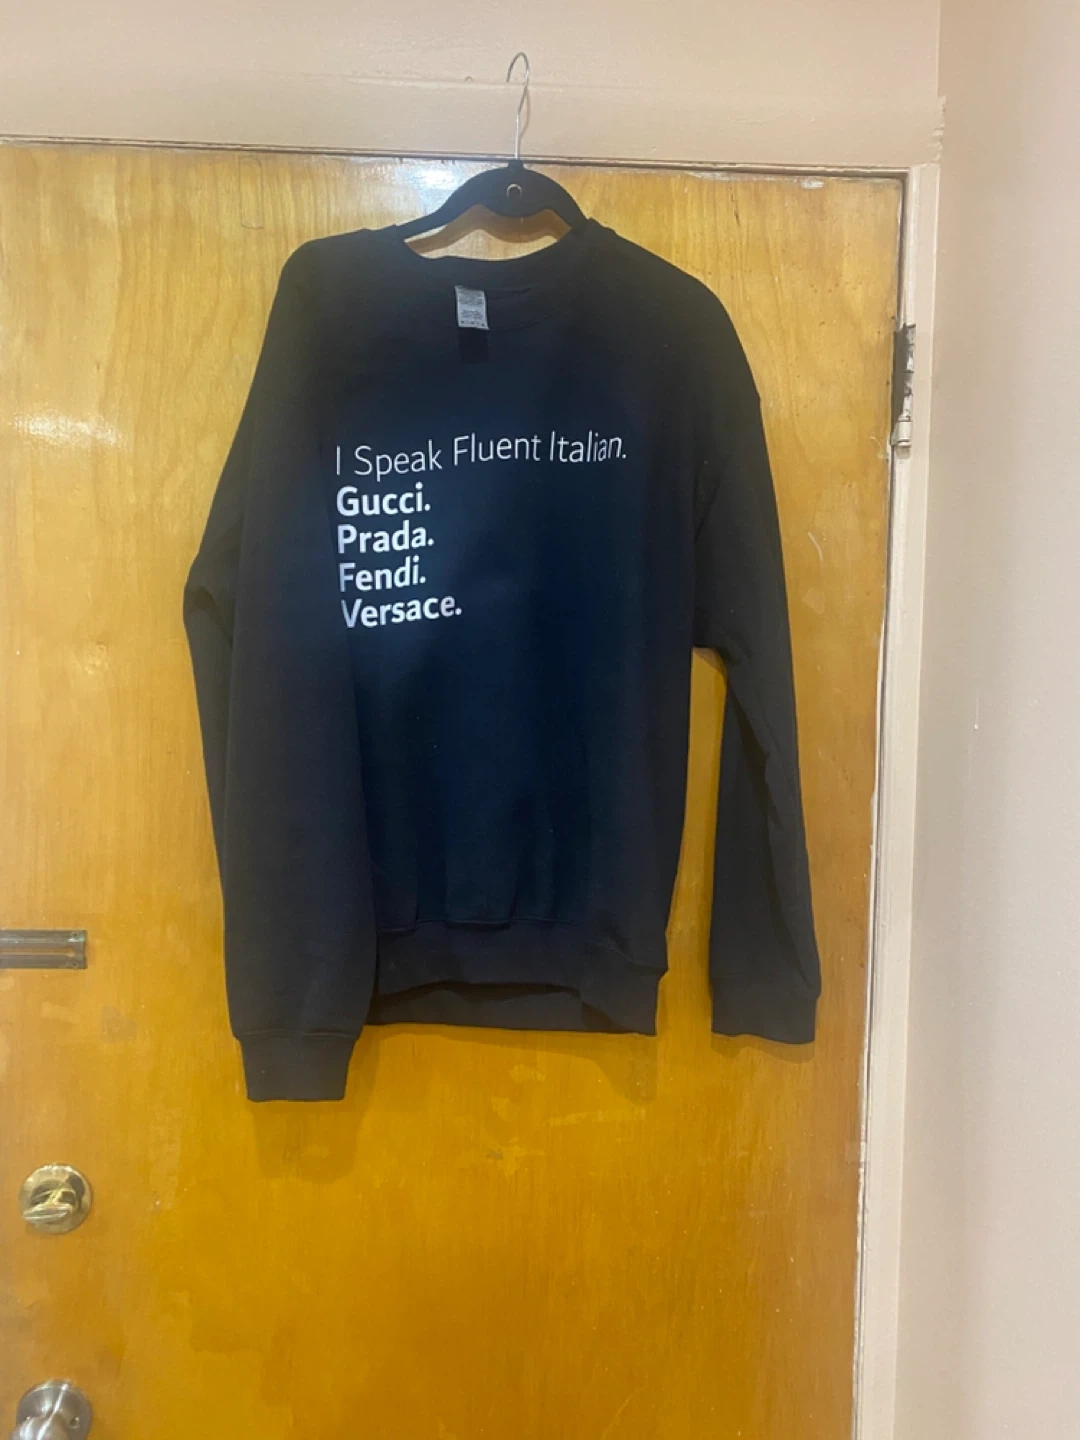 I Speak Fluent Italian.
Gucci.
Prada.
Fendi.
Versace.